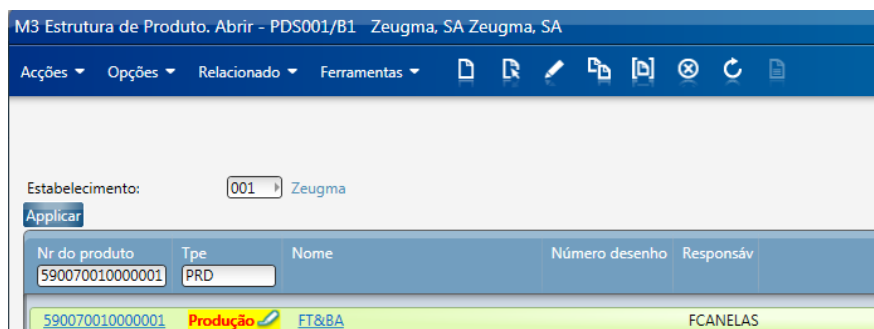 M3 Estrutura de Produto. Abrir - PDS001/B1 Zeugma, SA Zeugma, SA
Acções Opções Relacionado Ferramentas
Estabelecimento: 001 Zeugma
Applicar
Nr do produto Tpe Nome Número desenho Responsáv
590070010000001 PRD
590070010000001 Produção FT&BA FCANELAS